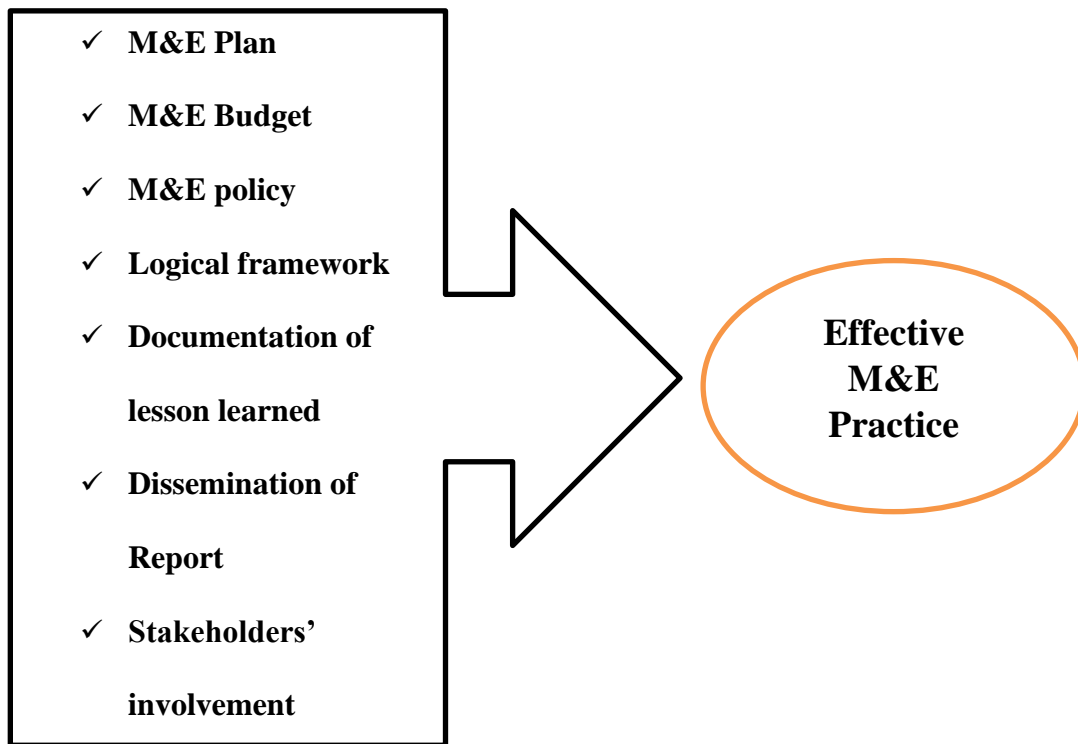 ✓ M&E Plan
✓ M&E Budget
✓ M&E policy
✓ Logical framework
✓ Documentation of
lesson learned
✓ Dissemination of
Report
✓ Stakeholders’
involvement
Effective
M&E
Practice